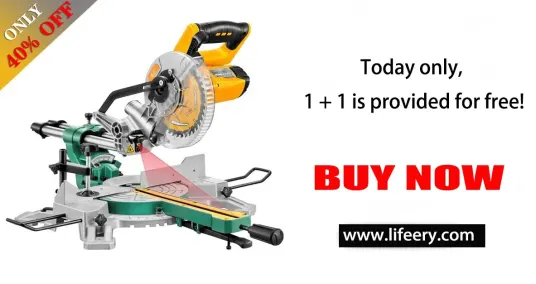 ONLY
40% OFF
Today only,
1 + 1 is provided for free!
BUY NOW
www.lifeery.com